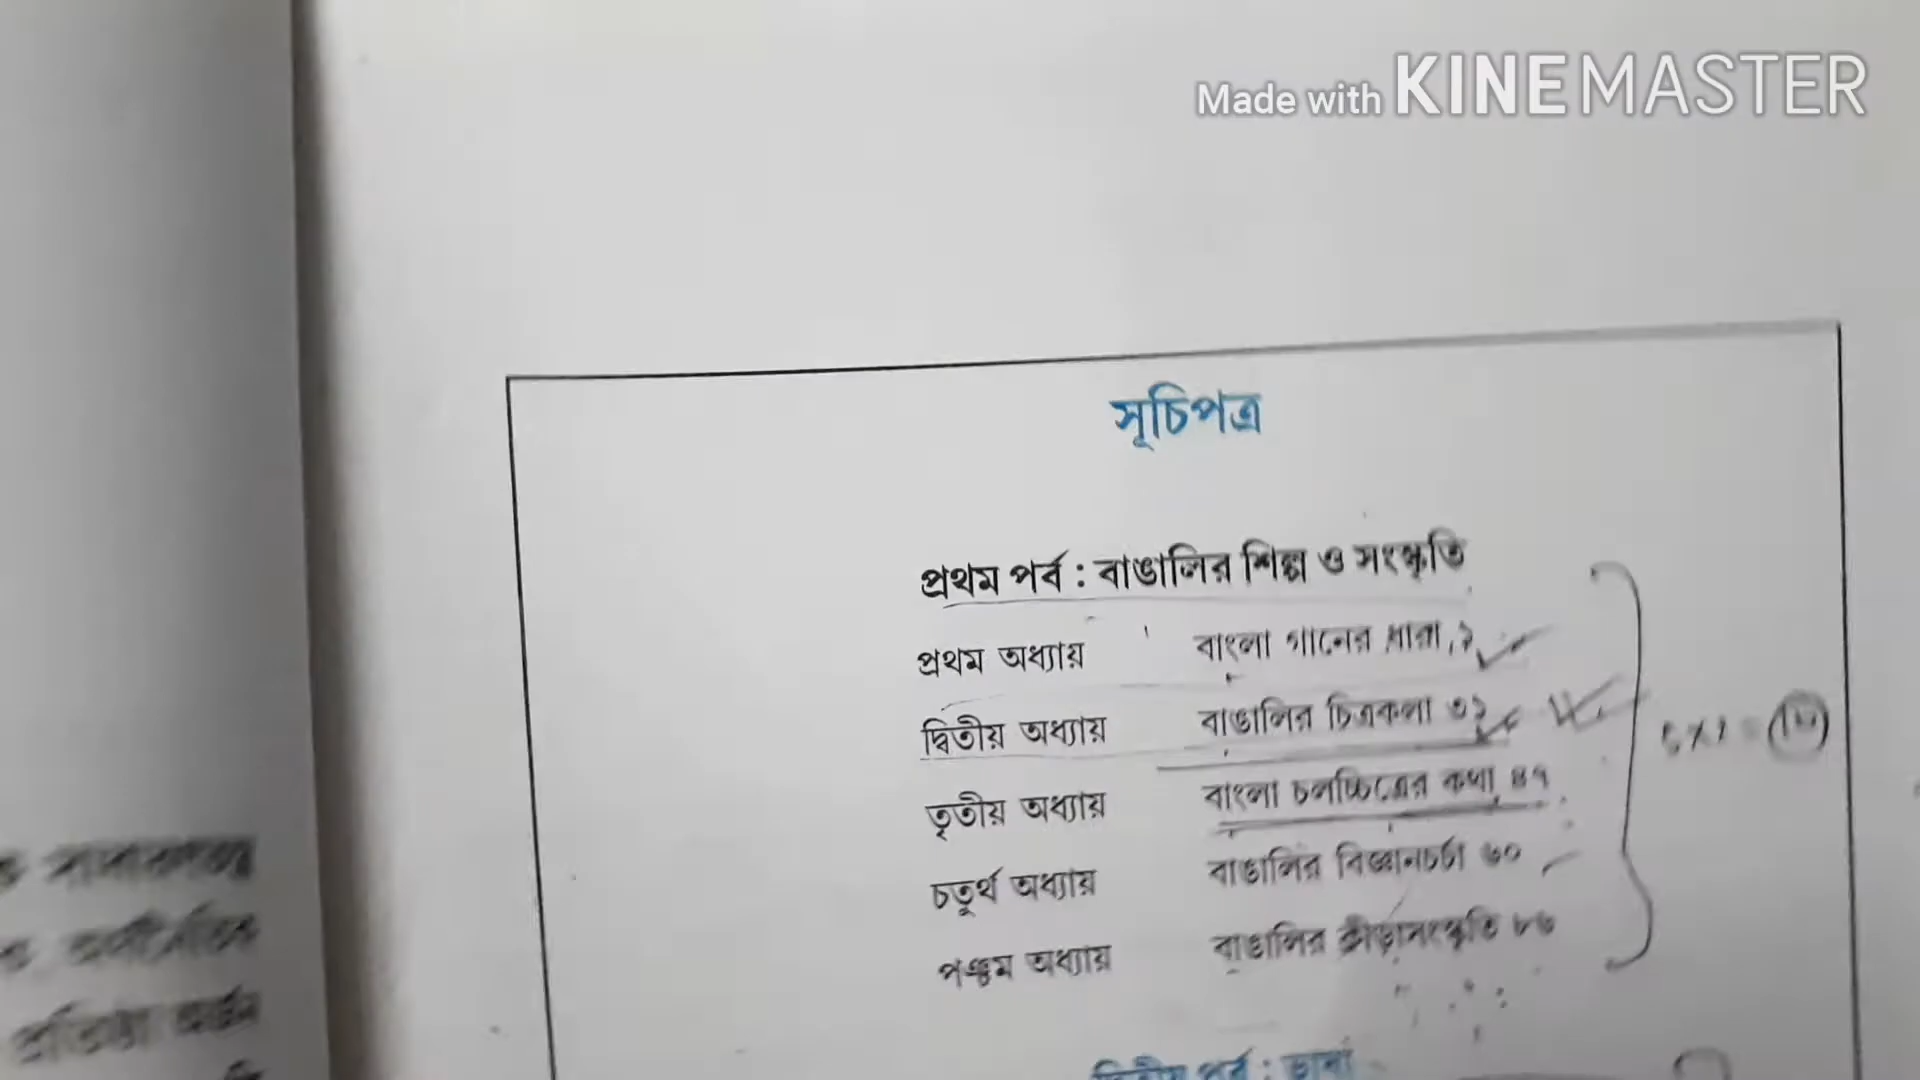 Made with KINEMASTER
সূচিপত্র
প্রথম পর্ব : বাঙালির শিল্প ও সংস্কৃতি
প্রথম অধ্যায় বাংলা গানের ধারা ১
দ্বিতীয় অধ্যায় বাঙালির চিত্রকলা ৩১
তৃতীয় অধ্যায় বাংলা চলচ্চিত্রের কথা ৪৭
চতুর্থ অধ্যায় বাঙালির বিজ্ঞানচর্চা ৬০
পঞ্চম অধ্যায় বাঙালির ক্রীড়াসংস্কৃতি ৮৬
দ্বিতীয় পর্ব : ভাষা